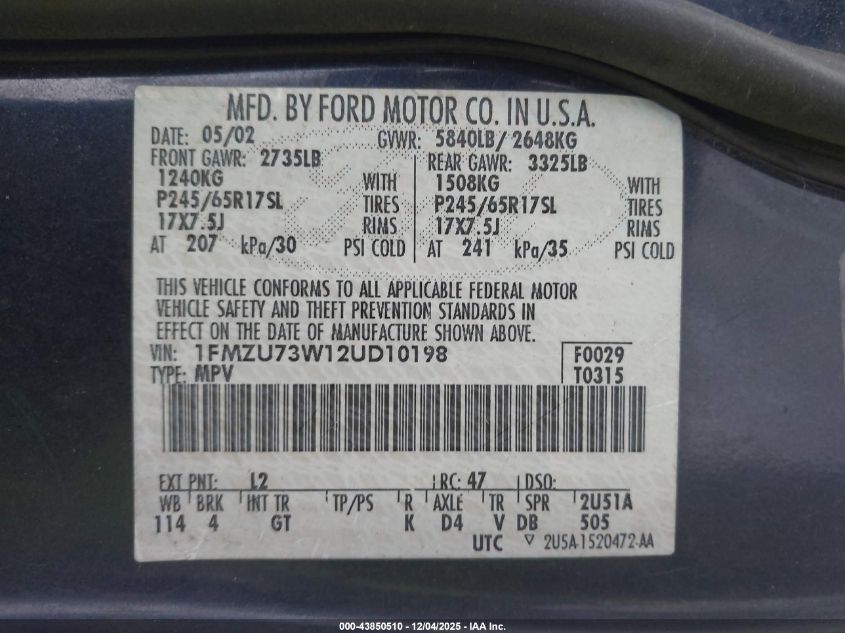 MFD. BY FORD MOTOR CO. IN U.S.A.
DATE: 05/02 GVWR: 5840LB/ 2648KG
FRONT GAWR: 2735LB REAR GAWR: 3325LB
1240KG WITH 1508KG WITH
P245/65R17SL TIRES P245/65R17SL TIRES
17X7.5J RIMS 17X7.5J RIMS
AT 207 kPa/30 PSI COLD AT 241 kPa/35 PSI COLD
THIS VEHICLE CONFORMS TO ALL APPLICABLE FEDERAL MOTOR
VEHICLE SAFETY AND THEFT PREVENTION STANDARDS IN
EFFECT ON THE DATE OF MANUFACTURE SHOWN ABOVE.
VIN: 1FMZU73W12UD10198 F0029
TYPE: MPV T0315
EXT PNT: L2 RC: 47 DSO:
WB BRK INT TR TP/PS R AXLE TR SPR 2U51A
114 4 GT K D4 V DB 505
UTC ▽ 2U5A-1520472-AA
000-43850510 - 12/04/2025 - IAA Inc.